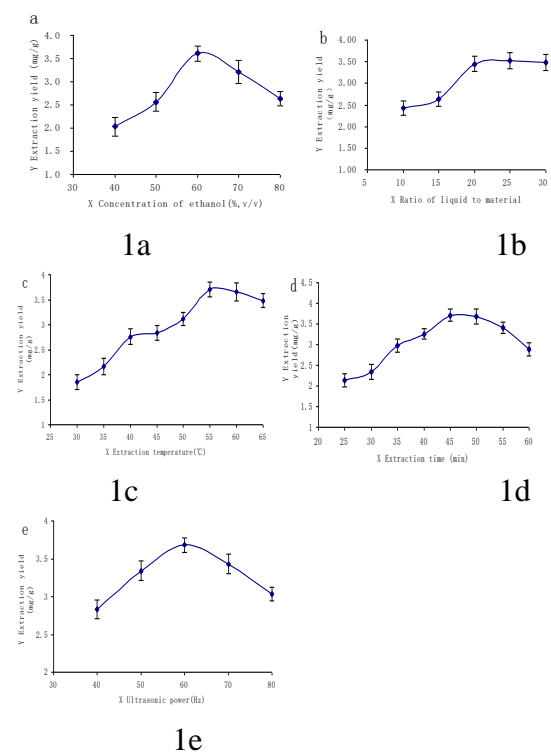 a
Y Extraction yield (mg/g)
4.0
3.5
3.0
2.5
2.0
1.5
1.0
30 40 50 60 70 80
X Concentration of ethanol(%,v/v)
1a
b
Y Extraction yield
(mg/g)
4.00
3.50
3.00
2.50
2.00
1.50
1.00
5 10 15 20 25 30
X Ratio of liquid to material
1b
c
Y Extraction yield
(mg/g)
4
3.5
3
2.5
2
1.5
1
25 30 35 40 45 50 55 60 65
X Extraction temperature(℃)
1c
d
Y Extrection
yield(mg/g)
4.5
4
3.5
3
2.5
2
1.5
1
20 25 30 35 40 45 50 55 60
X Extraction time (min)
1d
e
Y Extraction yield
(mg/g)
4
3.5
3
2.5
2
30 40 50 60 70 80
X Ultrasonic power(Hz)
1e